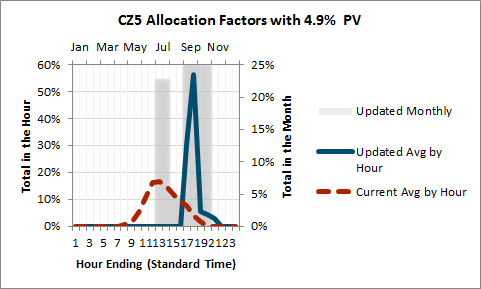 CZ5 Allocation Factors with 4.9% PV
Jan Mar May Jul Sep Nov
60% 25%
50% 20%
40% 15%
30% 10%
20% 5%
10% 0%
0%
Total in the Hour
Total in the Month
1 3 5 7 9 11 13 15 17 19 21 23
Hour Ending (Standard Time)
Updated Monthly
Updated Avg by
Hour
Current Avg by Hour